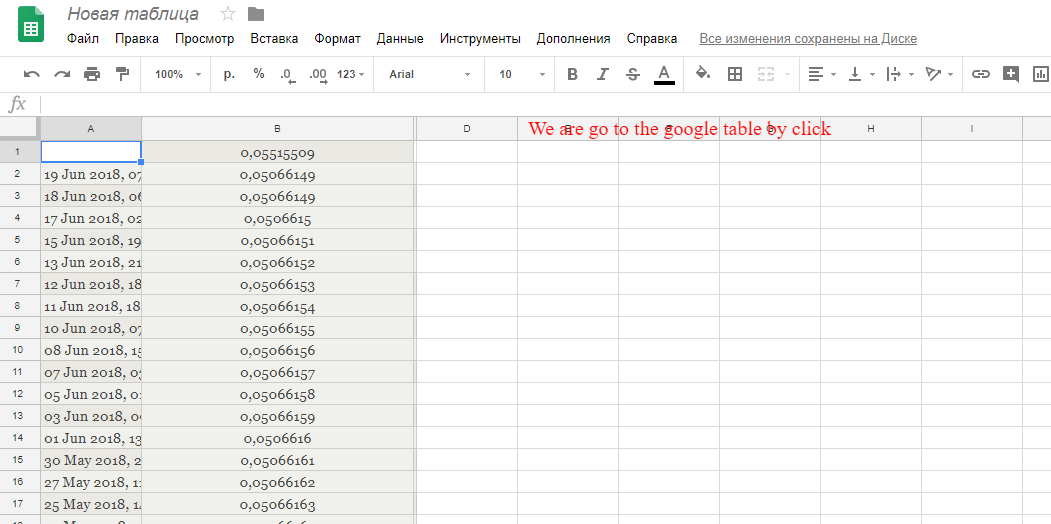 Новая таблица
Файл Правка Просмотр Вставка Формат Данные Инструменты Дополнения Справка Все изменения сохранены на Диске
100% р. % .0 .00 123 Arial 10 B I S A
fx
We are go to the google table by click
A B D E F G H I
1 0,05515509
2 19 Jun 2018, 07 0,05066149
3 18 Jun 2018, 06 0,05066149
4 17 Jun 2018, 02 0,0506615
5 15 Jun 2018, 19 0,05066151
6 13 Jun 2018, 21 0,05066152
7 12 Jun 2018, 18 0,05066153
8 11 Jun 2018, 18 0,05066154
9 10 Jun 2018, 07 0,05066155
10 08 Jun 2018, 15 0,05066156
11 07 Jun 2018, 0 0,05066157
12 05 Jun 2018, 0 0,05066158
13 03 Jun 2018, 0 0,05066159
14 01 Jun 2018, 13 0,0506616
15 30 May 2018, 2 0,05066161
16 27 May 2018, 1 0,05066162
17 25 May 2018, 1 0,05066163